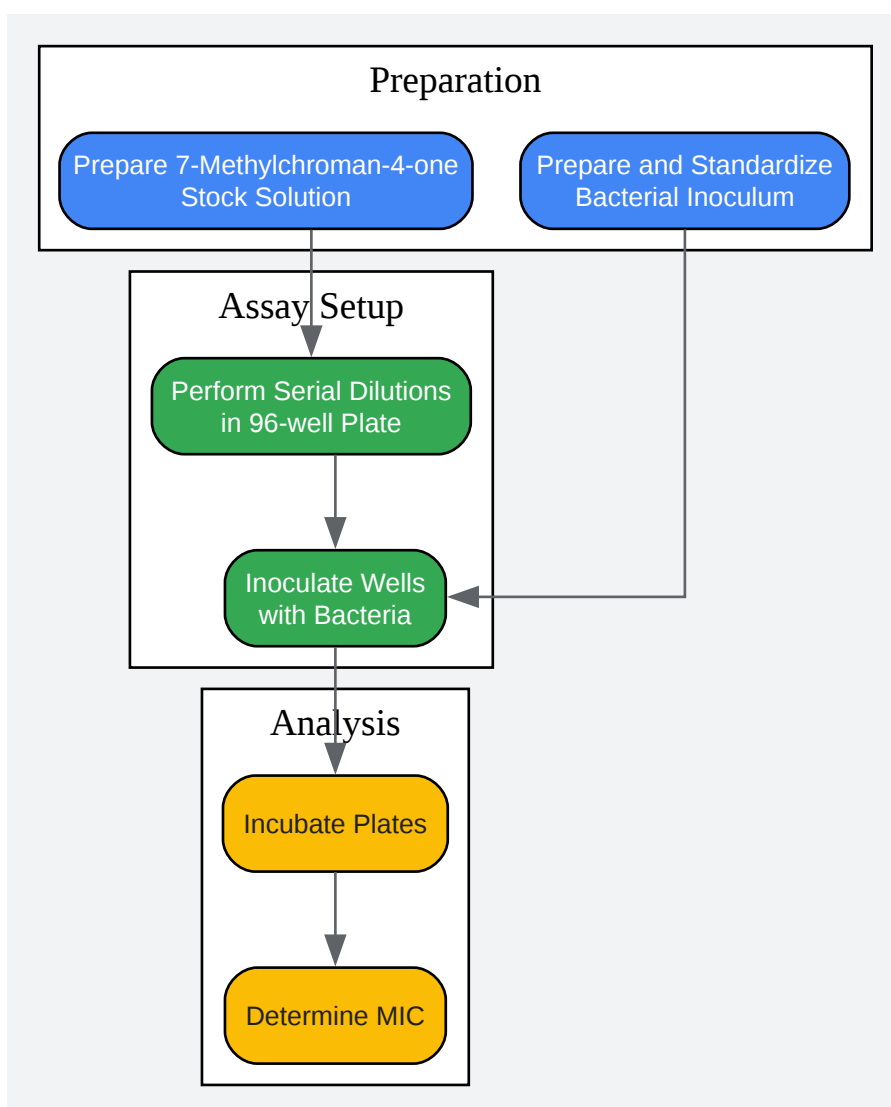 Preparation
Prepare 7-Methylchroman-4-one
Stock Solution
Prepare and Standardize
Bacterial Inoculum
Assay Setup
Perform Serial Dilutions
in 96-well Plate
Inoculate Wells
with Bacteria
Analysis
Incubate Plates
Determine MIC